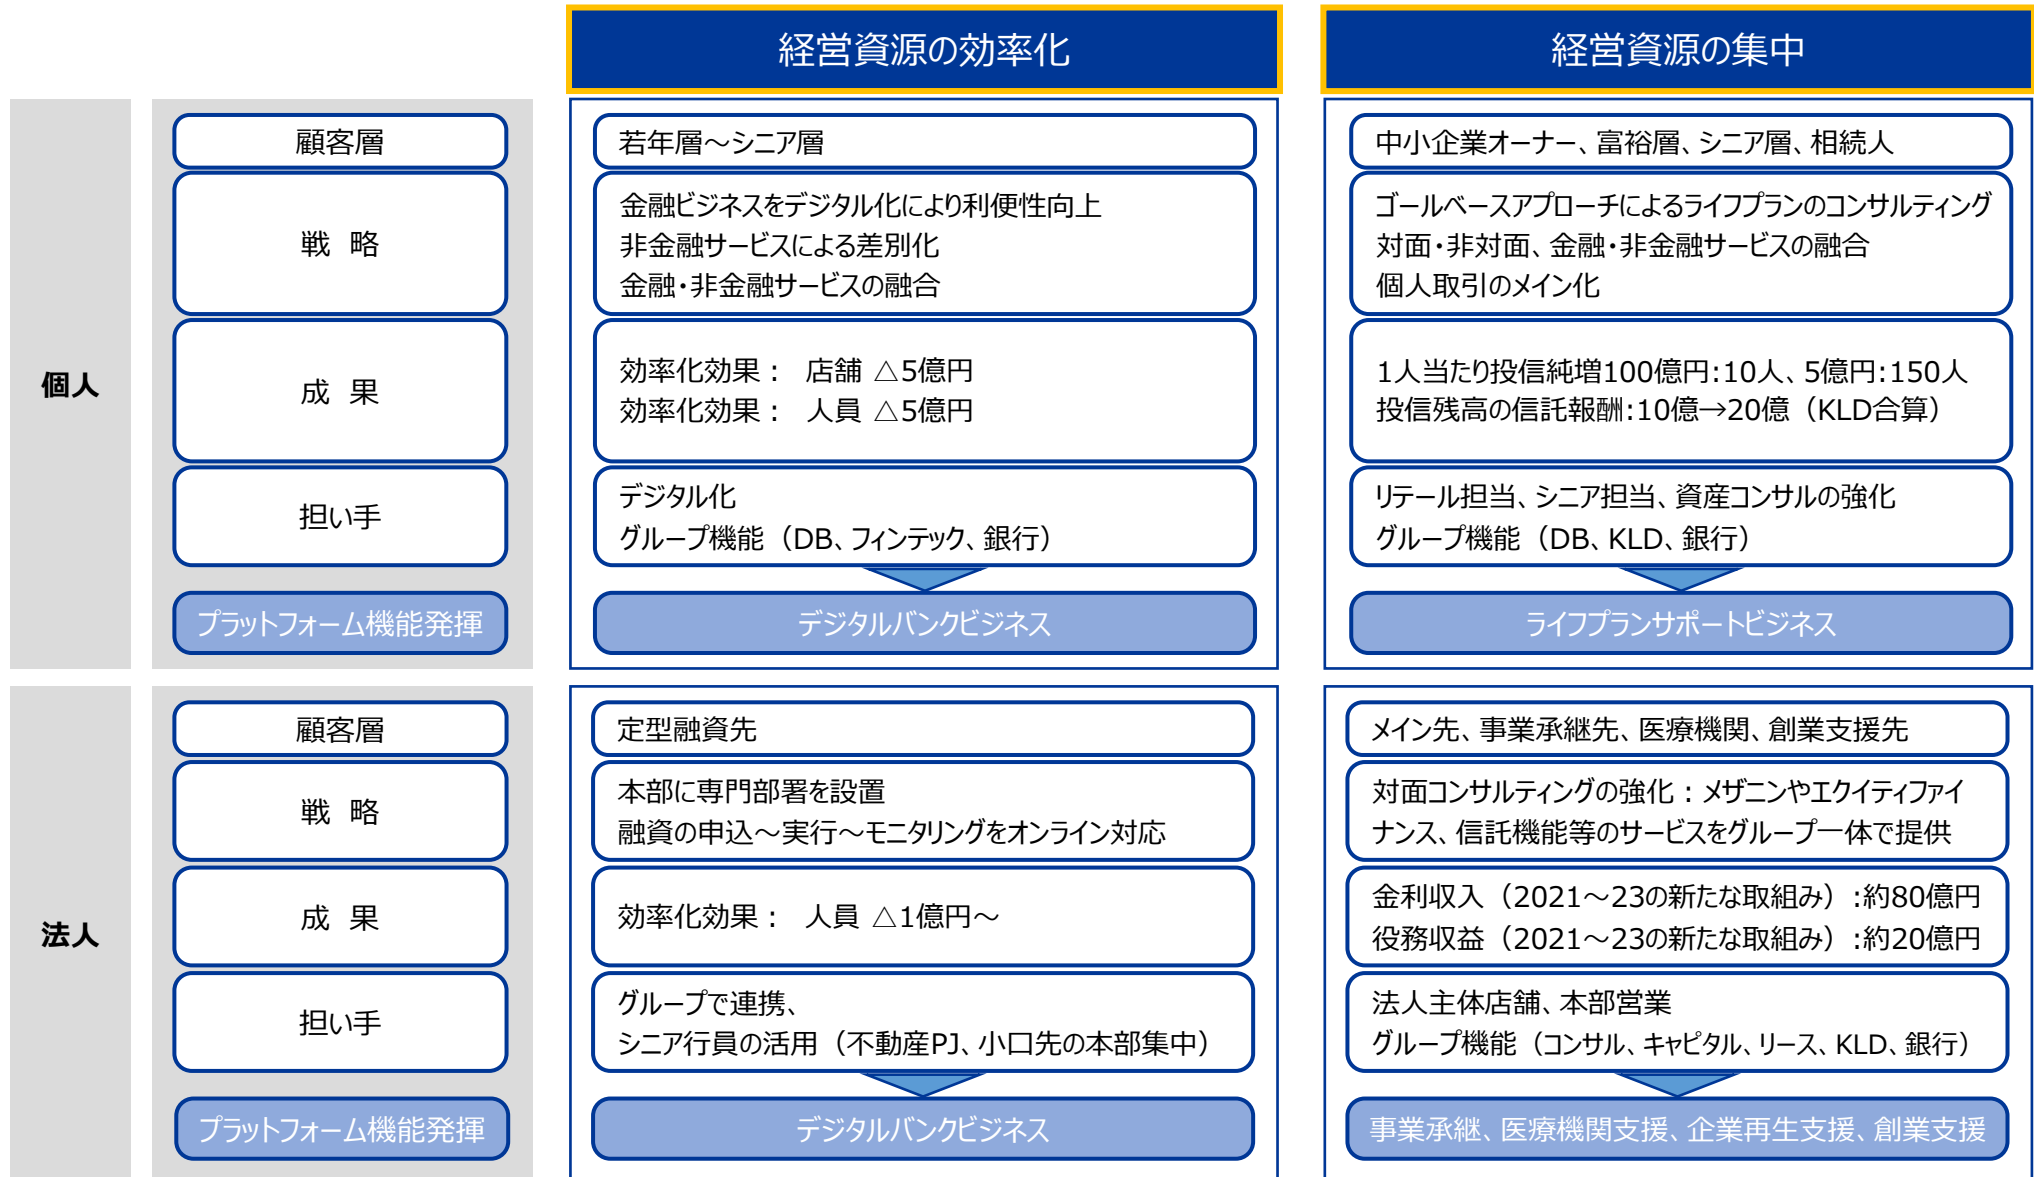 経営資源の効率化
経営資源の集中
個人
顧客層
若年層～シニア層
中小企業オーナー、富裕層、シニア層、相続人
戦 略
金融ビジネスをデジタル化により利便性向上
非金融サービスによる差別化
金融・非金融サービスの融合
ゴールベースアプローチによるライフプランのコンサルティング
対面・非対面、金融・非金融サービスの融合
個人取引のメイン化
成 果
効率化効果： 店舗 △5億円
効率化効果： 人員 △5億円
1人当たり投信純増100億円:10人、5億円:150人
投信残高の信託報酬:10億→20億（KLD合算）
担い手
デジタル化
グループ機能（DB、フィンテック、銀行）
リテール担当、シニア担当、資産コンサルの強化
グループ機能（DB、KLD、銀行）
プラットフォーム機能発揮
デジタルバンクビジネス
ライフプランサポートビジネス
法人
顧客層
定型融資先
メイン先、事業承継先、医療機関、創業支援先
戦 略
本部に専門部署を設置
融資の申込～実行～モニタリングをオンライン対応
対面コンサルティングの強化：メザニンやエクイティファイ
ナンス、信託機能等のサービスをグループ一体で提供
成 果
効率化効果： 人員 △1億円～
金利収入（2021～23の新たな取組み）:約80億円
役務収益（2021～23の新たな取組み）:約20億円
担い手
グループで連携、
シニア行員の活用（不動産PJ、小口先の本部集中）
法人主体店舗、本部営業
グループ機能（コンサル、キャピタル、リース、KLD、銀行）
プラットフォーム機能発揮
デジタルバンクビジネス
事業承継、医療機関支援、企業再生支援、創業支援